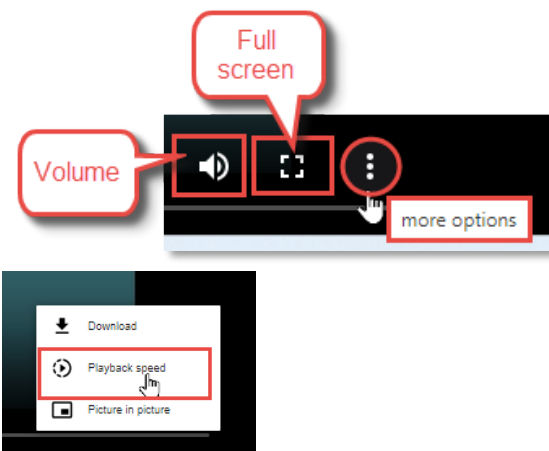 Full
screen
Volume
more options
Download
Playback speed
Picture in picture